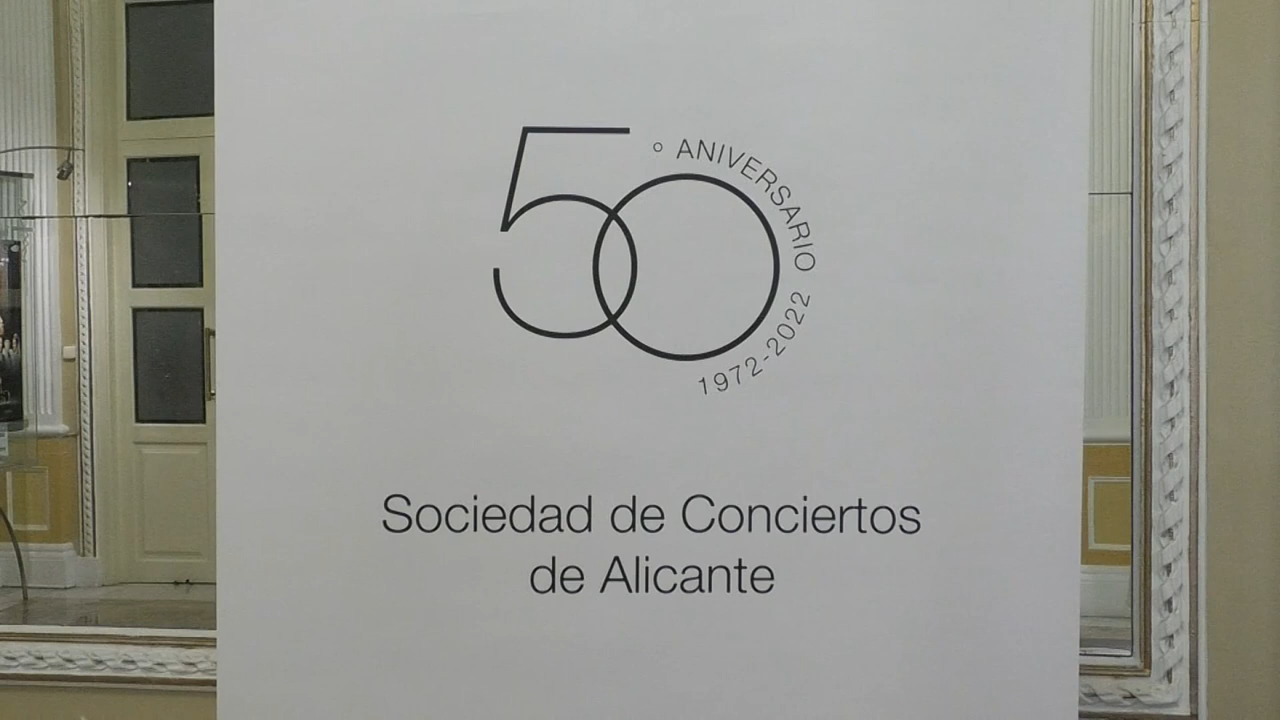 50
º ANIVERSARIO
1972-2022
Sociedad de Conciertos
de Alicante